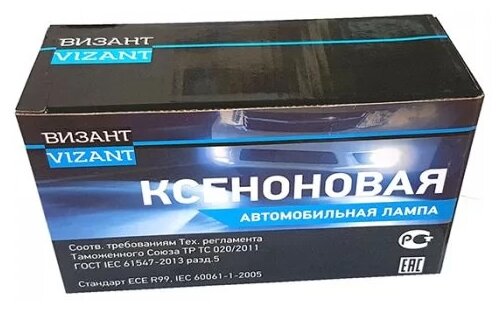 ВИЗАНТ
VIZANT
ВИЗАНТ
VIZANT
КСЕНОНОВАЯ
АВТОМОБИЛЬНАЯ ЛАМПА
Соотв. требованиям Тех. регламента
Таможенного Союза ТР ТС 020/2011
ГОСТ IEC 61547-2013 разд.5
Стандарт ECE R99, IEC 60061-1-2005
РСТ
EAC